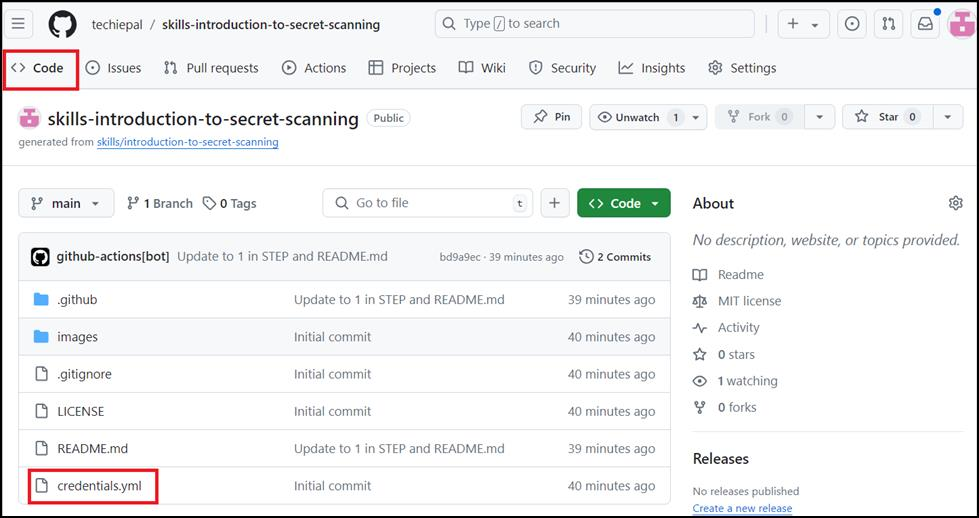 techiepal / skills-introduction-to-secret-scanning Type / to search
Code Issues Pull requests Actions Projects Wiki Security Insights Settings
skills-introduction-to-secret-scanning Public Pin Unwatch 1 Fork 0 Star 0
generated from skills/introduction-to-secret-scanning
main 1 Branch 0 Tags Go to file t Code
github-actions[bot] Update to 1 in STEP and README.md bd9a9ec · 39 minutes ago 2 Commits
.github Update to 1 in STEP and README.md 39 minutes ago
images Initial commit 40 minutes ago
.gitignore Initial commit 40 minutes ago
LICENSE Initial commit 40 minutes ago
README.md Update to 1 in STEP and README.md 39 minutes ago
credentials.yml Initial commit 40 minutes ago
About
No description, website, or topics provided.
Readme
MIT license
Activity
0 stars
1 watching
0 forks
Releases
No releases published
Create a new release